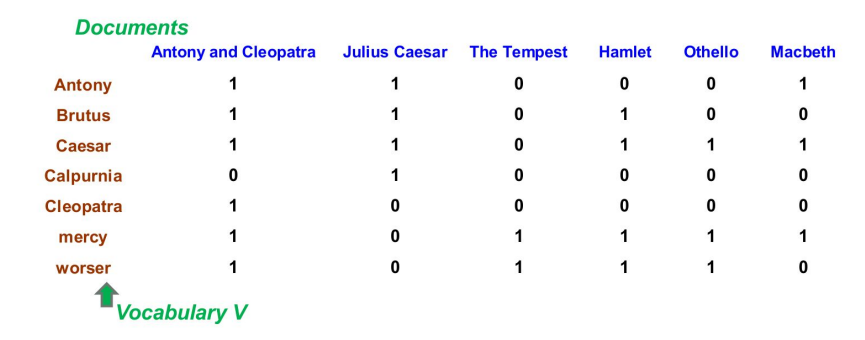 Documents
Antony and Cleopatra Julius Caesar The Tempest Hamlet Othello Macbeth
Antony 1 1 0 0 0 1
Brutus 1 1 0 1 0 0
Caesar 1 1 0 1 1 1
Calpurnia 0 1 0 0 0 0
Cleopatra 1 0 0 0 0 0
mercy 1 0 1 1 1 1
worser 1 0 1 1 1 0
Vocabulary V